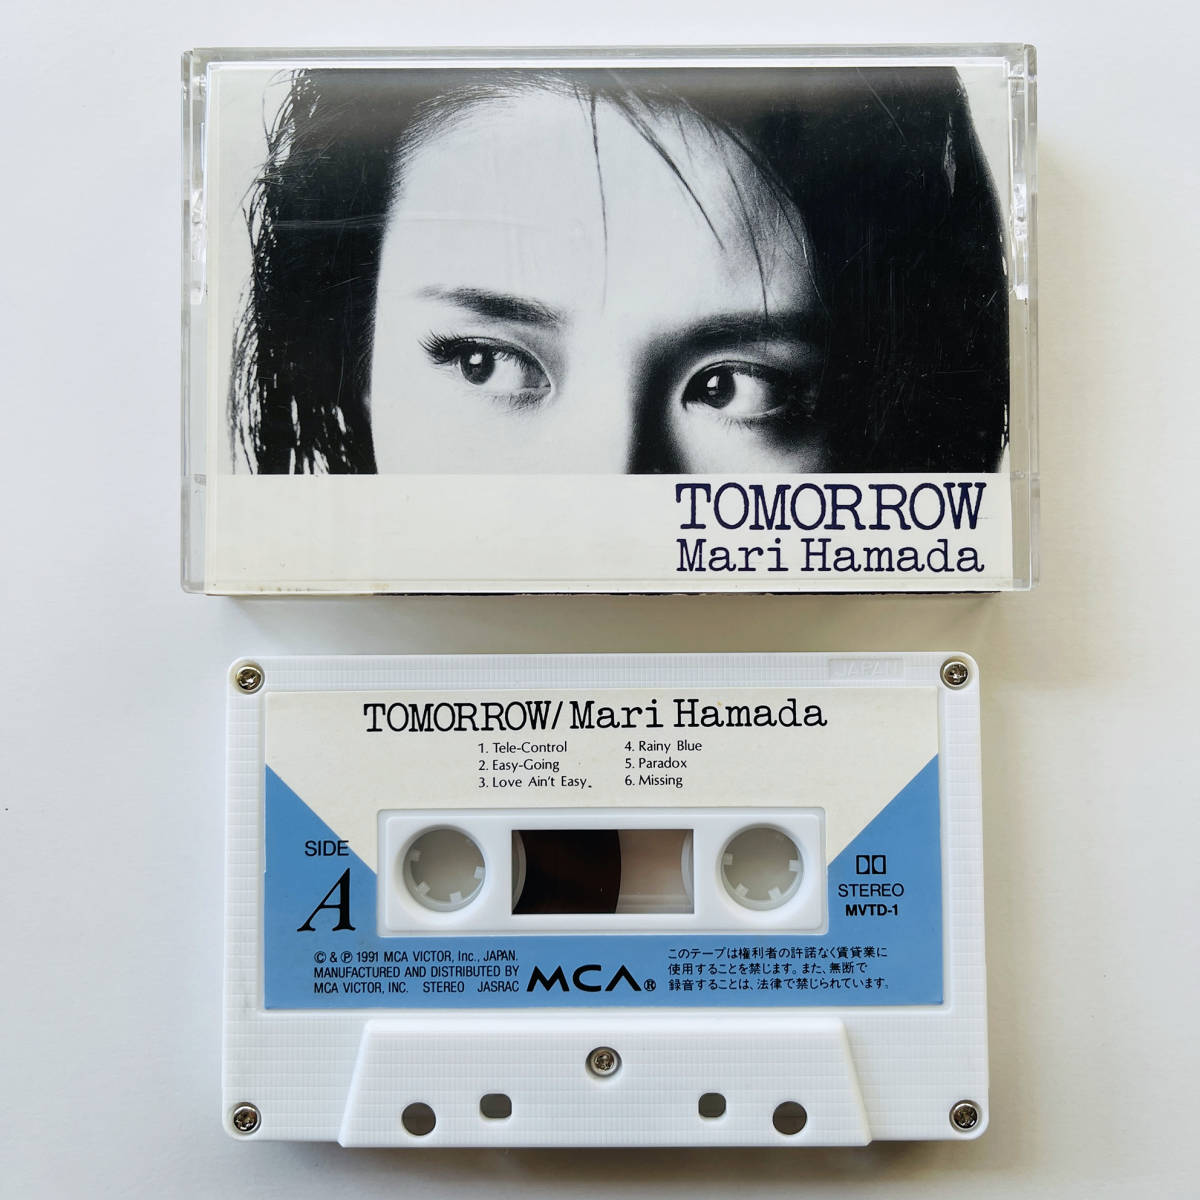 TOMORROW
Mari Hamada
JAPAN
TOMORROW/Mari Hamada
1. Tele-Control
2. Easy-Going
3. Love Ain't Easy.
4. Rainy Blue
5. Paradox
6. Missing
SIDE
A
STEREO
MVTD-1
© & ℗ 1991 MCA VICTOR, Inc., JAPAN.
MANUFACTURED AND DISTRIBUTED BY
MCA VICTOR, INC. STEREO JASRAC
MCA®
このテープは権利者の許諾なく賃貸業に
使用することを禁じます。また、無断で
録音することは、法律で禁じられています。